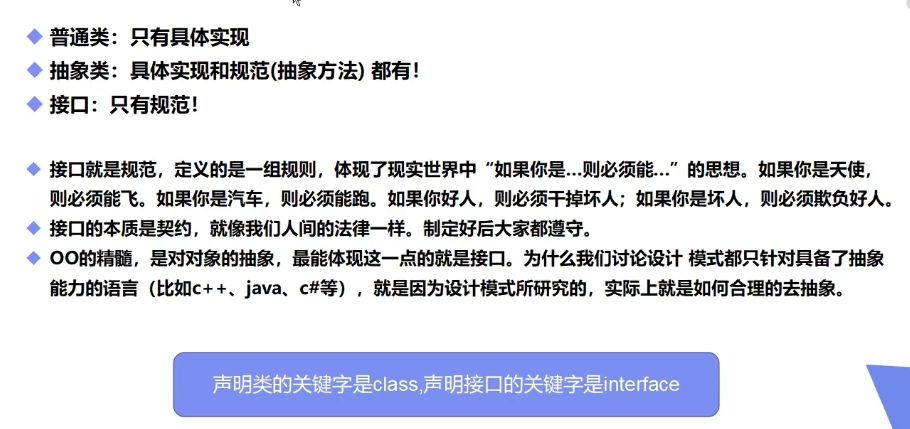 普通类：只有具体实现
抽象类：具体实现和规范(抽象方法) 都有！
接口：只有规范！
接口就是规范，定义的是一组规则，体现了现实世界中“如果你是…则必须能…”的思想。如果你是天使，
则必须能飞。如果你是汽车，则必须能跑。如果你好人，则必须干掉坏人；如果你是坏人，则必须欺负好人。
接口的本质是契约，就像我们人间的法律一样。制定好后大家都遵守。
OO的精髓，是对对象的抽象，最能体现这一点的就是接口。为什么我们讨论设计 模式都只针对具备了抽象
能力的语言（比如c++、java、c#等），就是因为设计模式所研究的，实际上就是如何合理的去抽象。
声明类的关键字是class,声明接口的关键字是interface